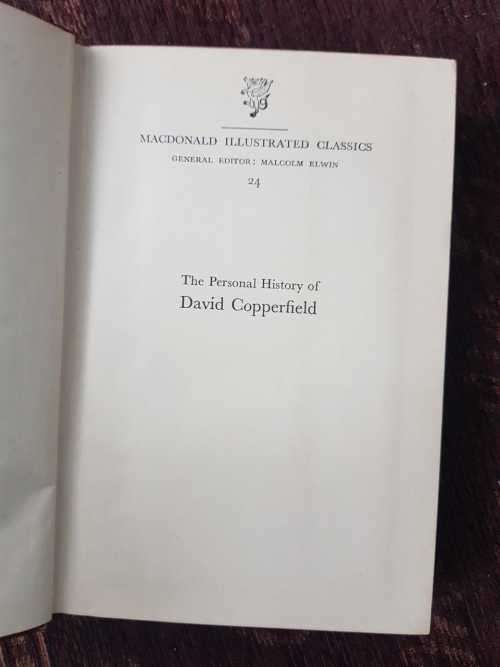 MACDONALD ILLUSTRATED CLASSICS
GENERAL EDITOR: MALCOLM ELWIN
24
The Personal History of
David Copperfield